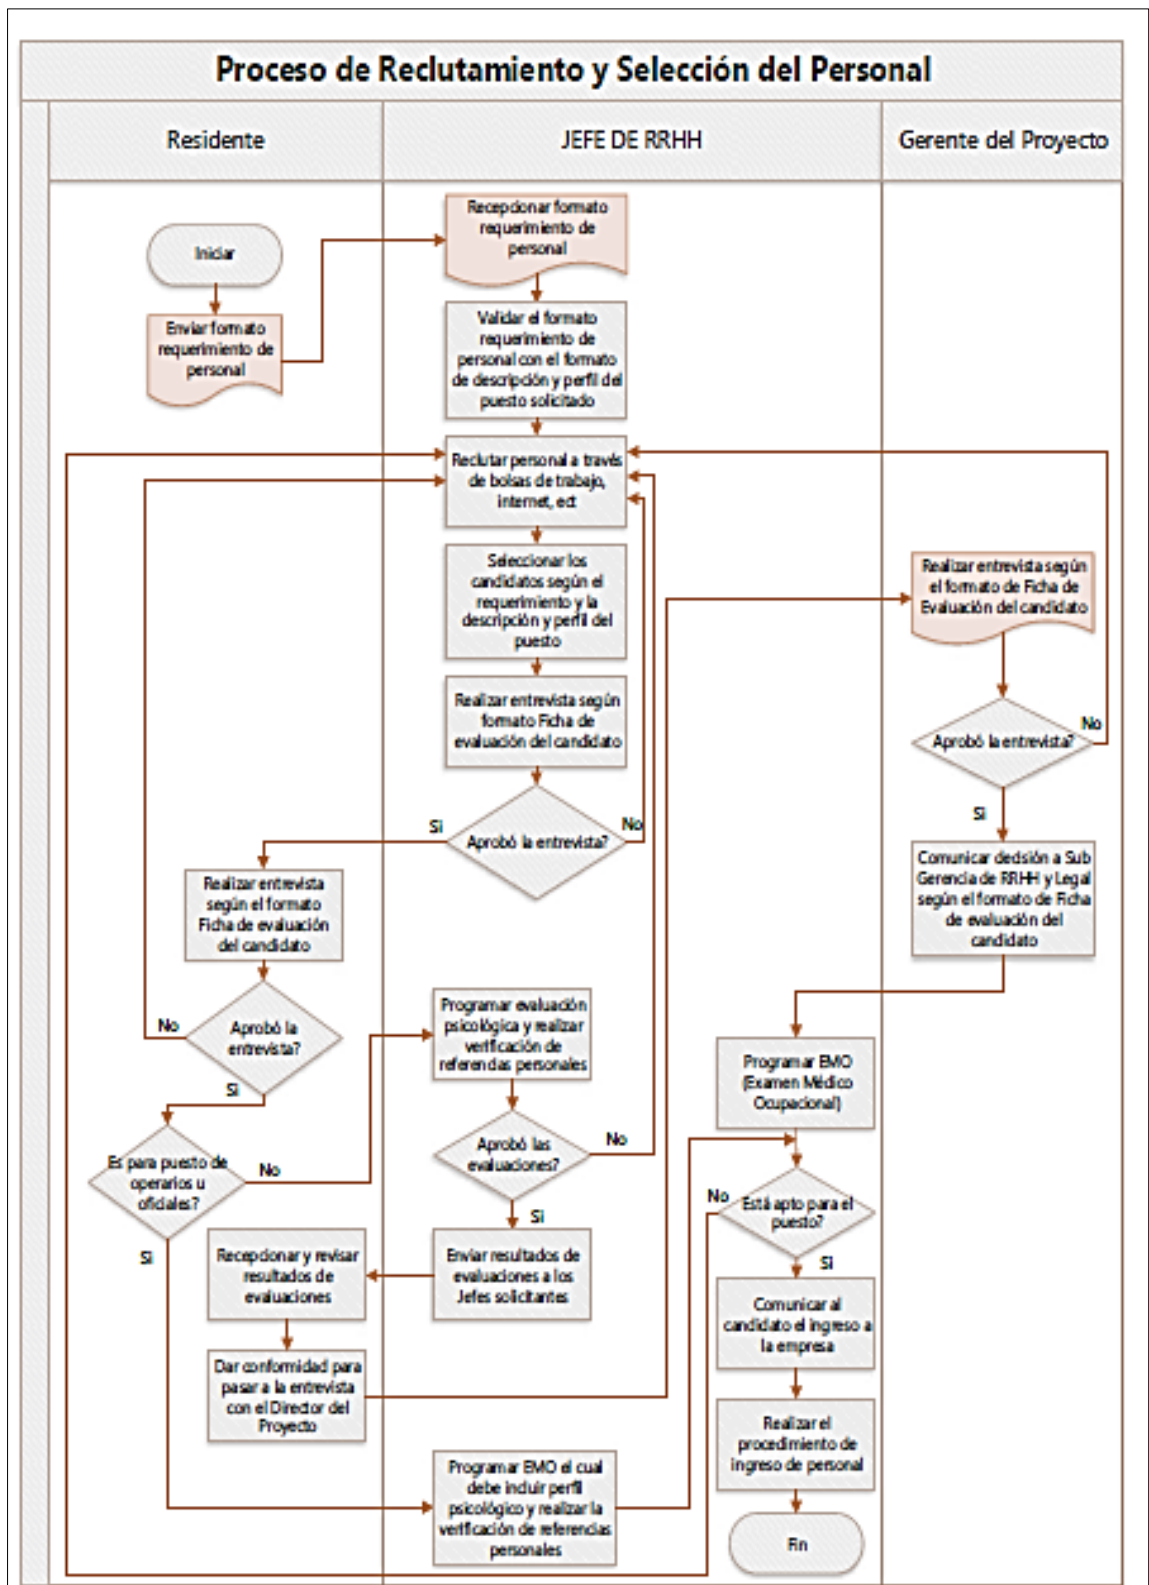 Proceso de Reclutamiento y Selección del Personal
Residente
JEFE DE RRHH
Gerente del Proyecto
Iniciar
Enviar formato
requerimiento de
personal
Recepcionar formato
requerimiento de
personal
Validar el formato
requerimiento de
personal con el formato
de descripción y perfil del
puesto solicitado
Reclutar personal a través
de bolsas de trabajo,
internet, ect
Seleccionar los
candidatos según el
requerimiento y la
descripción y perfil del
puesto
Realizar entrevista según
formato Ficha de
evaluación del candidato
Aprobó la entrevista?
Si
No
Realizar entrevista según
el formato de Ficha de
Evaluación del candidato
Aprobó la entrevista?
No
Si
Comunicar decisión a Sub
Gerencia de RRHH y Legal
según el formato de Ficha
de evaluación del
candidato
Realizar entrevista
según el formato
Ficha de evaluación
del candidato
Aprobó la
entrevista?
No
Si
Es para puesto de
operarios u
oficiales?
No
Si
Programar evaluación
psicológica y realizar
verificación de
referencias personales
Aprobó las
evaluaciones?
No
Si
Enviar resultados de
evaluaciones a los
Jefes solicitantes
Recepcionar y revisar
resultados de
evaluaciones
Dar conformidad para
pasar a la entrevista
con el Director del
Proyecto
Programar EMO el cual
debe incluir perfil
psicológico y realizar la
verificación de referencias
personales
Programar EMO
(Examen Médico
Ocupacional)
Está apto para el
puesto?
No
Si
Comunicar al
candidato el ingreso a
la empresa
Realizar el
procedimiento de
ingreso de personal
Fin